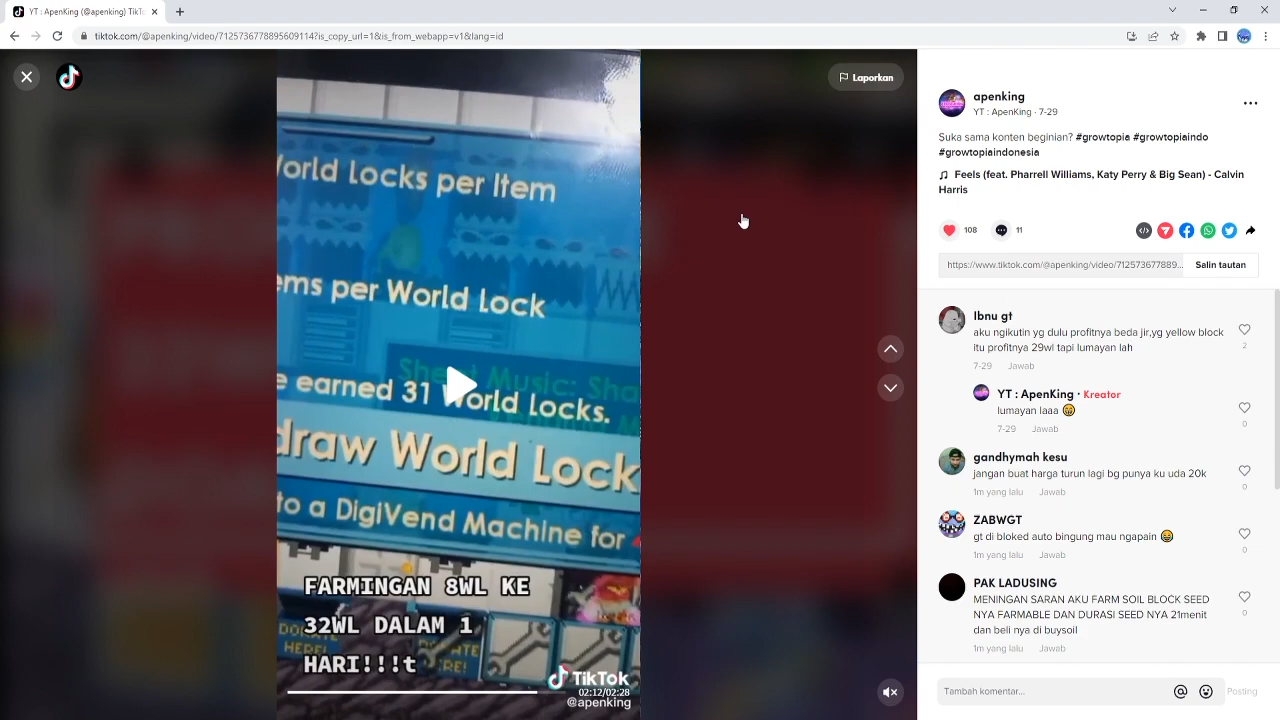 YT : ApenKing (@apenking) TikTo
tiktok.com/@apenking/video/7125736778895609114?is_copy_url=1&is_from_webapp=v1&lang=id
Laporkan
World Locks per Item
ems per World Lock
Sheet Music: Sha
e earned 31 World Locks.
draw World Lock
to a DigiVend Machine for
FARMINGAN 8WL KE
32WL DALAM 1
HARI!!!t
HERE!
TikTok
02:12/02:28
@apenking
apenking
YT : ApenKing · 7-29
Suka sama konten beginian? #growtopia #growtopiaindo
#growtopiaindonesia
Feels (feat. Pharrell Williams, Katy Perry & Big Sean) - Calvin
Harris
108
11
https://www.tiktok.com/@apenking/video/712573677889...
Salin tautan
Ibnu gt
aku ngikutin yg dulu profitnya beda jir,yg yellow block
itu profitnya 29wl tapi lumayan lah
2
7-29 Jawab
YT : ApenKing · Kreator
lumayan laaa 😁
0
7-29 Jawab
gandhymah kesu
jangan buat harga turun lagi bg punya ku uda 20k
0
1m yang lalu Jawab
ZABWGT
gt di bloked auto bingung mau ngapain 😁
0
1m yang lalu Jawab
PAK LADUSING
MENINGAN SARAN AKU FARM SOIL BLOCK SEED
NYA FARMABLE DAN DURASI SEED NYA 21menit
dan beli nya di buysoil
0
1m yang lalu Jawab
Tambah komentar...
Posting